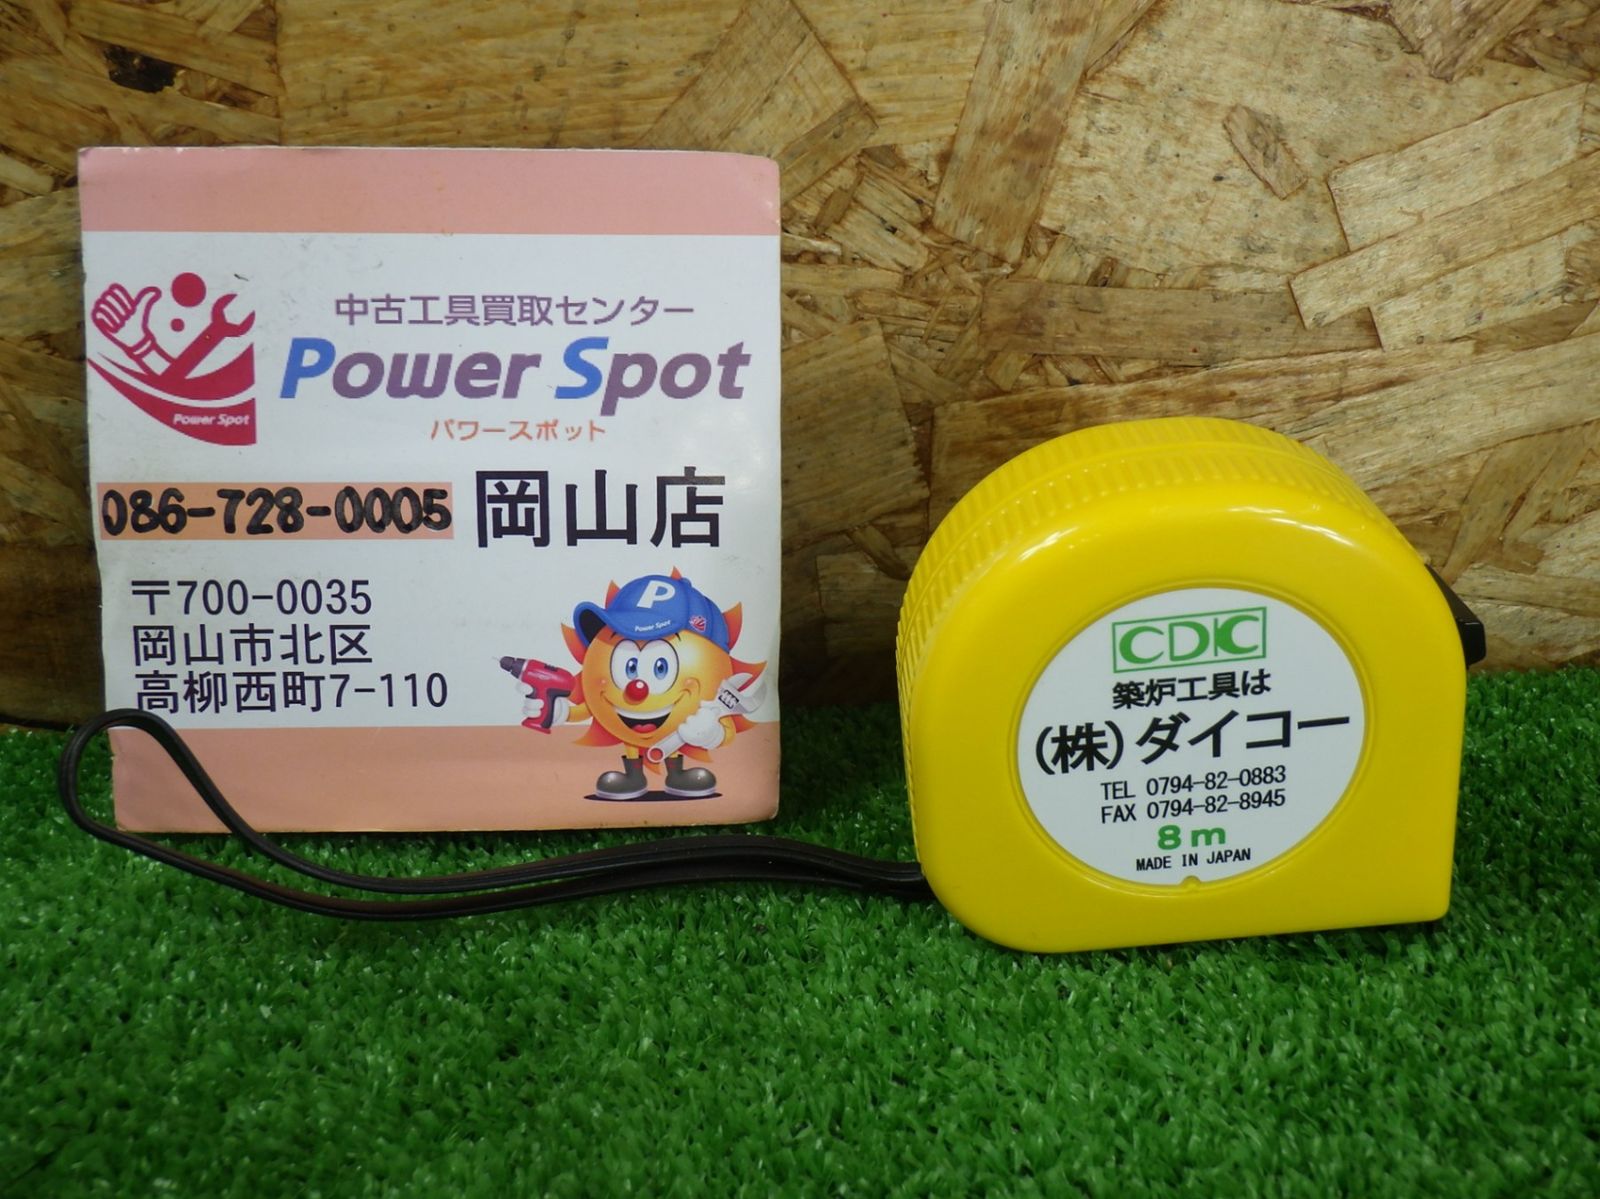 中古工具買取センター
Power Spot
パワースポット
Power Spot
086-728-0005 岡山店
〒700-0035
岡山市北区
高柳西町7-110
P
Power Spot
CDK
築炉工具は
(株)ダイコー
TEL 0794-82-0883
FAX 0794-82-8945
8m
MADE IN JAPAN